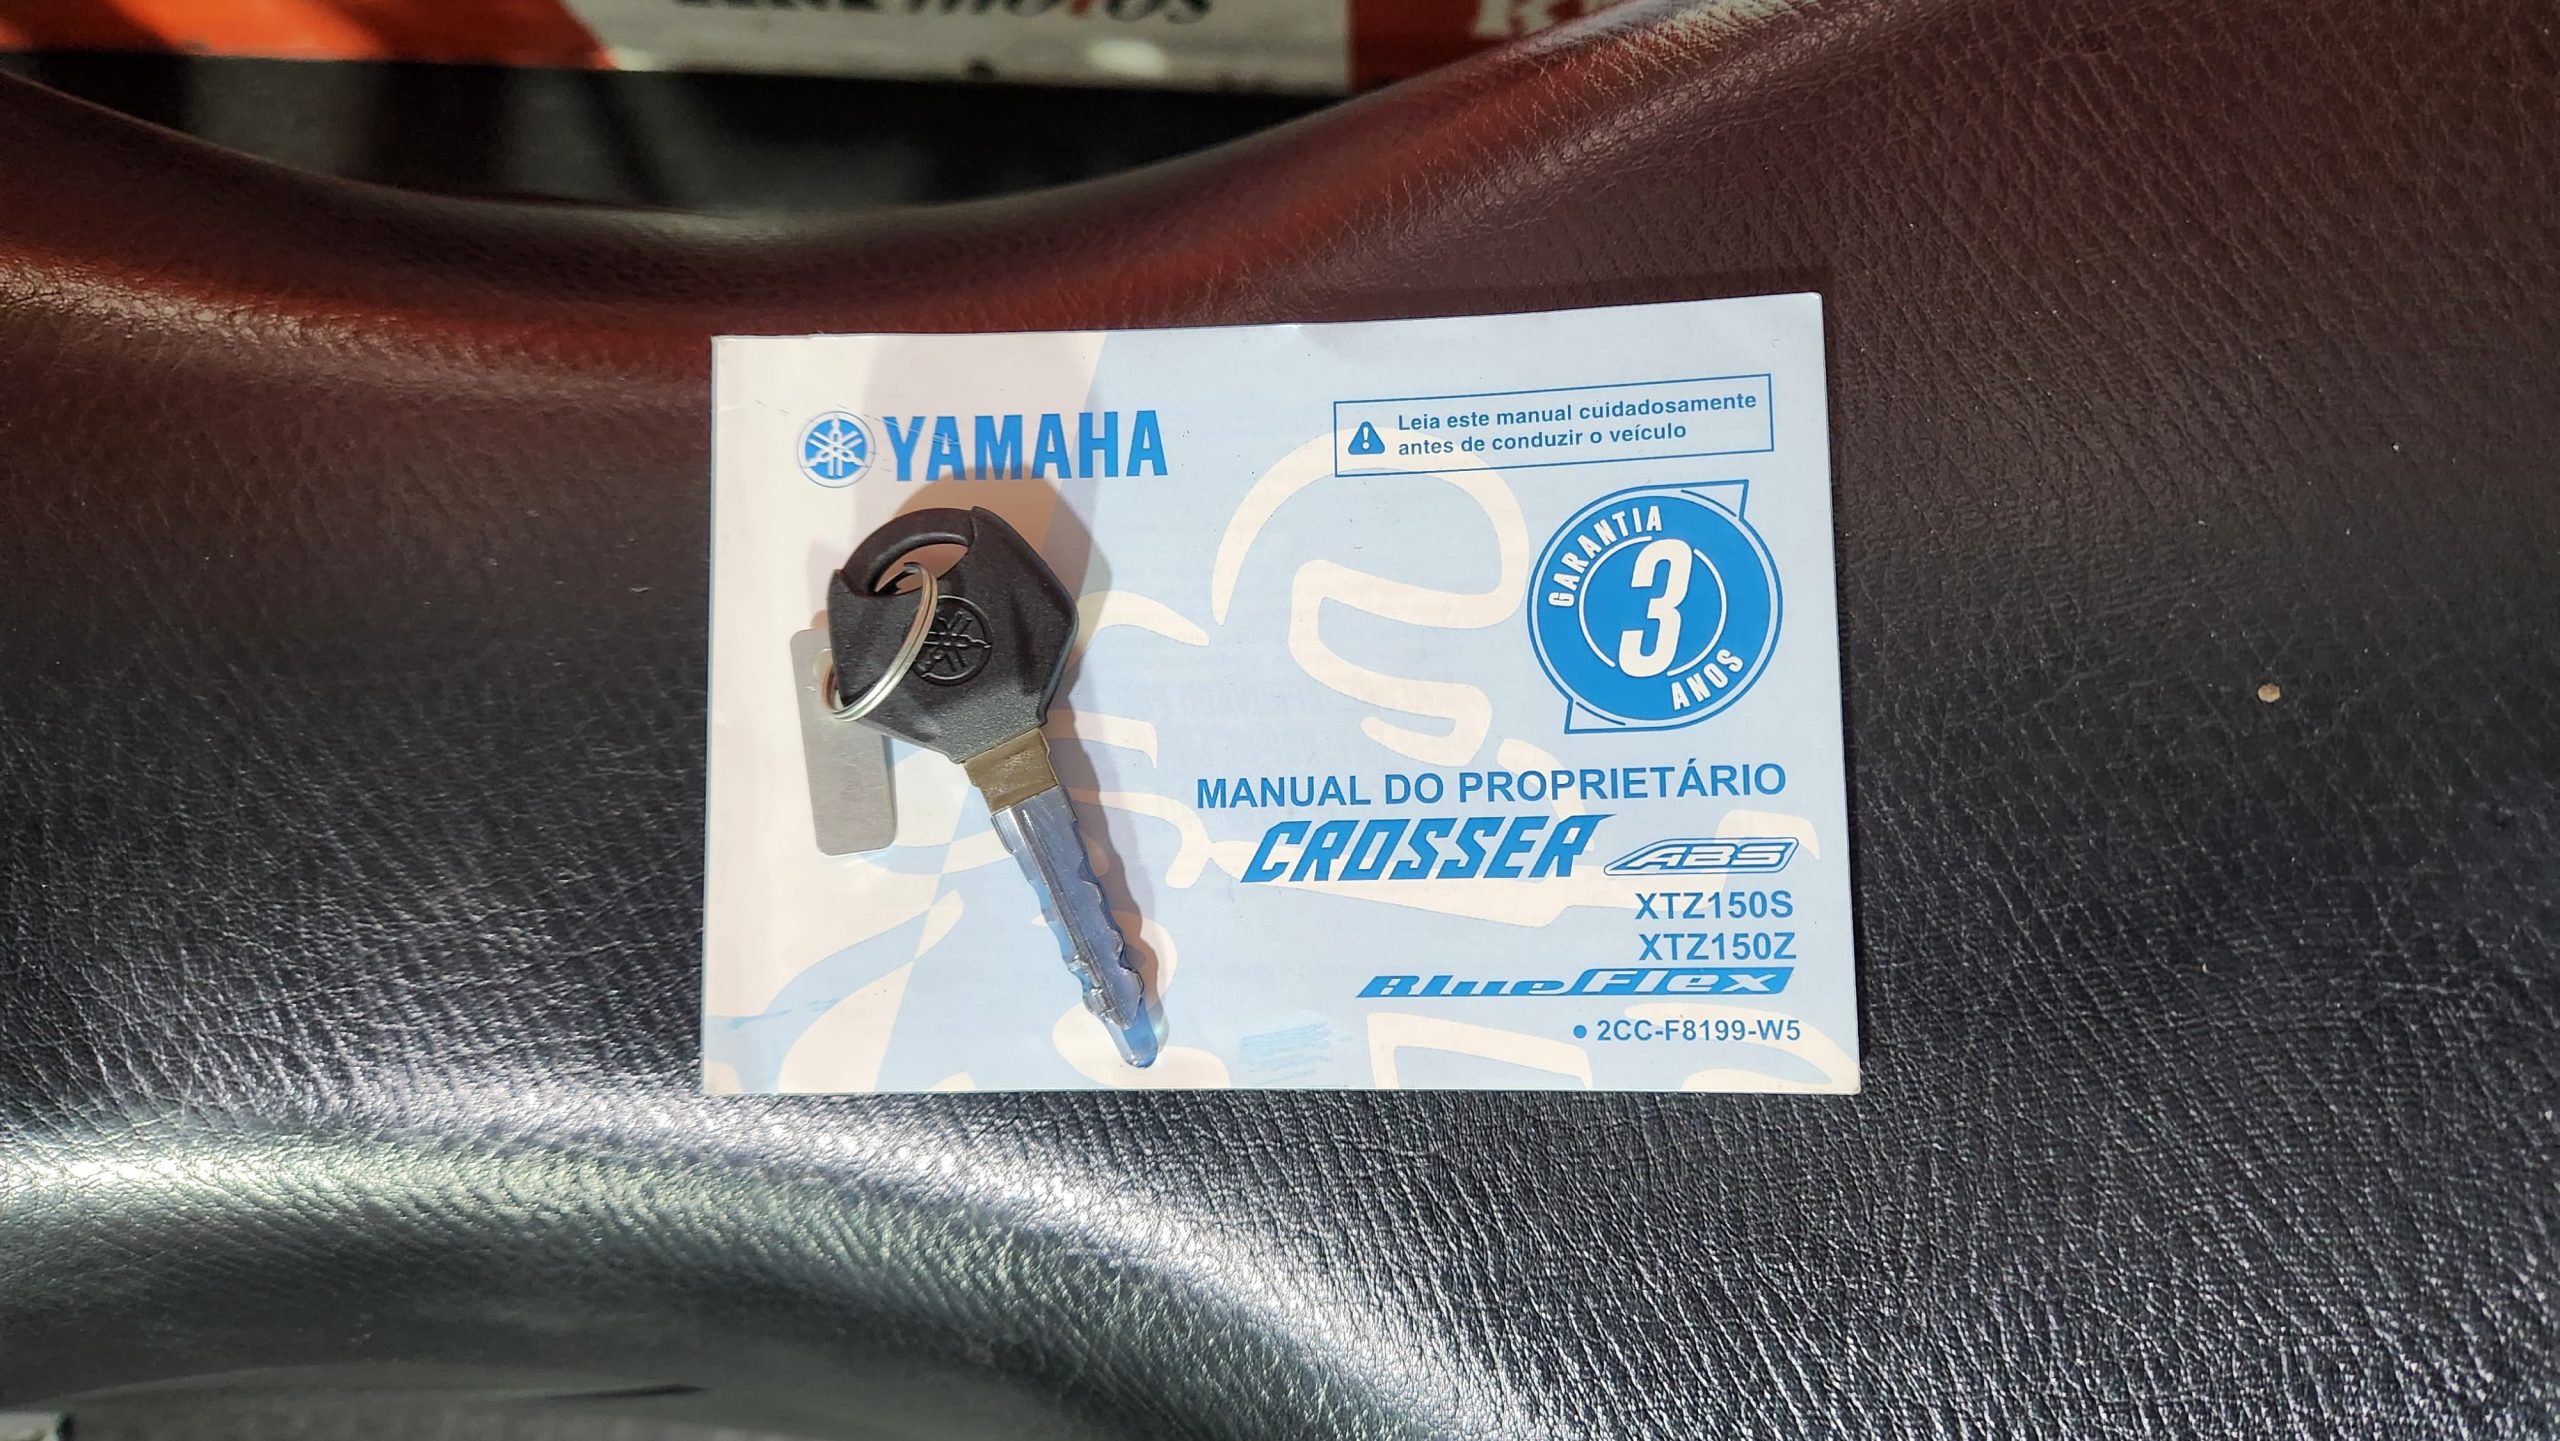 motos
YAMAHA
Leia este manual cuidadosamente
antes de conduzir o veículo
GARANTIA
3
ANOS
MANUAL DO PROPRIETÁRIO
CROSSER ABS
XTZ150S
XTZ150Z
BlueFlex
• 2CC-F8199-W5